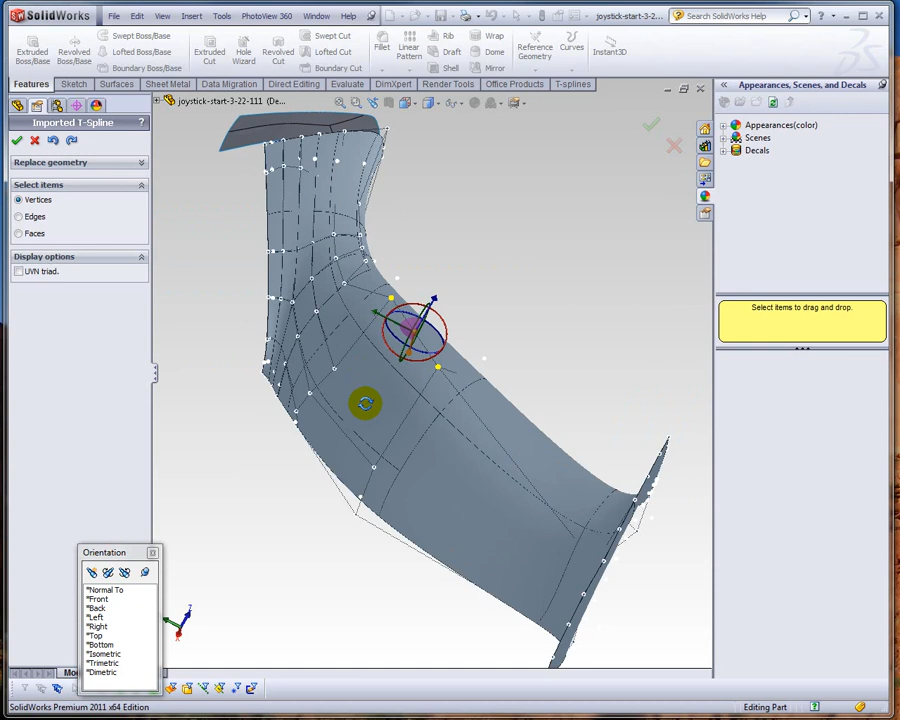 SolidWorks File Edit View Insert Tools PhotoView 360 Window Help joystick-start-3-2... Search SolidWorks Help
Extruded Boss/Base
Revolved Boss/Base
Swept Boss/Base
Lofted Boss/Base
Boundary Boss/Base
Extruded Cut
Hole Wizard
Revolved Cut
Swept Cut
Lofted Cut
Boundary Cut
Fillet
Linear Pattern
Rib
Draft
Shell
Wrap
Dome
Mirror
Reference Geometry
Curves
Instant3D
Features Sketch Surfaces Sheet Metal Data Migration Direct Editing Evaluate DimXpert Render Tools Office Products T-splines
Appearances, Scenes, and Decals
joystick-start-3-22-111 (De...
Imported T-Spline ?
Replace geometry
Select items
Vertices
Edges
Faces
Display options
UVN triad.
Appearances(color)
Scenes
Decals
Select items to drag and drop.
Orientation
*Normal To
*Front
*Back
*Left
*Right
*Top
*Bottom
*Isometric
*Trimetric
*Dimetric
Z
X
Mo
SolidWorks Premium 2011 x64 Edition
Editing Part